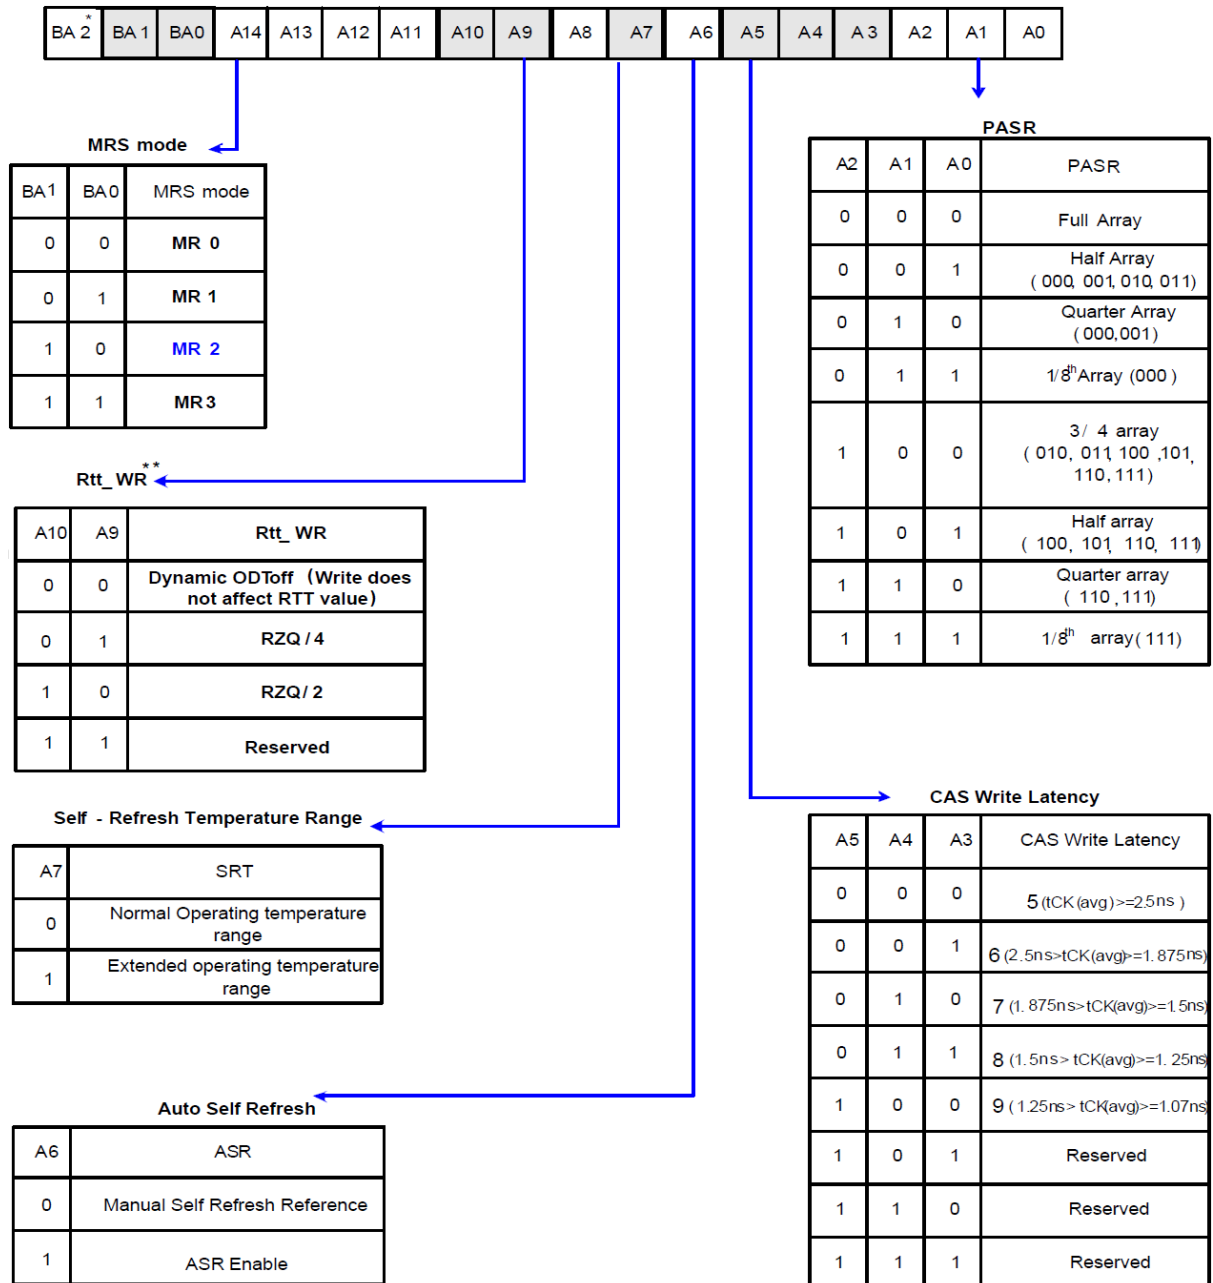 BA 2* BA 1 BA0 A14 A13 A12 A11 A10 A9 A8 A7 A6 A5 A4 A 3 A2 A1 A0
MRS mode
BA1 BA0 MRS mode
0 0 MR 0
0 1 MR 1
1 0 MR 2
1 1 MR3
Rtt_ WR**
A10 A9 Rtt_ WR
0 0 Dynamic ODToff (Write does
not affect RTT value)
0 1 RZQ / 4
1 0 RZQ/ 2
1 1 Reserved
Self - Refresh Temperature Range
A7 SRT
0 Normal Operating temperature
range
1 Extended operating temperature
range
Auto Self Refresh
A6 ASR
0 Manual Self Refresh Reference
1 ASR Enable
PASR
A2 A1 A0 PASR
0 0 0 Full Array
0 0 1 Half Array
( 000, 001, 010, 011)
0 1 0 Quarter Array
( 000,001)
0 1 1 1/8th Array (000 )
1 0 0 3/ 4 array
( 010, 011, 100 ,101,
110, 111)
1 0 1 Half array
( 100, 101, 110, 111)
1 1 0 Quarter array
( 110 ,111)
1 1 1 1/8th array( 111)
CAS Write Latency
A5 A4 A3 CAS Write Latency
0 0 0 5 (tCK (avg)>=2.5ns )
0 0 1 6 (2.5ns>tCK(avg)>=1.875ns)
0 1 0 7 (1.875ns>tCK(avg)>=1.5ns)
0 1 1 8 (1.5ns> tCK(avg)>=1.25ns)
1 0 0 9 (1.25ns> tCK(avg)>=1.07ns)
1 0 1 Reserved
1 1 0 Reserved
1 1 1 Reserved